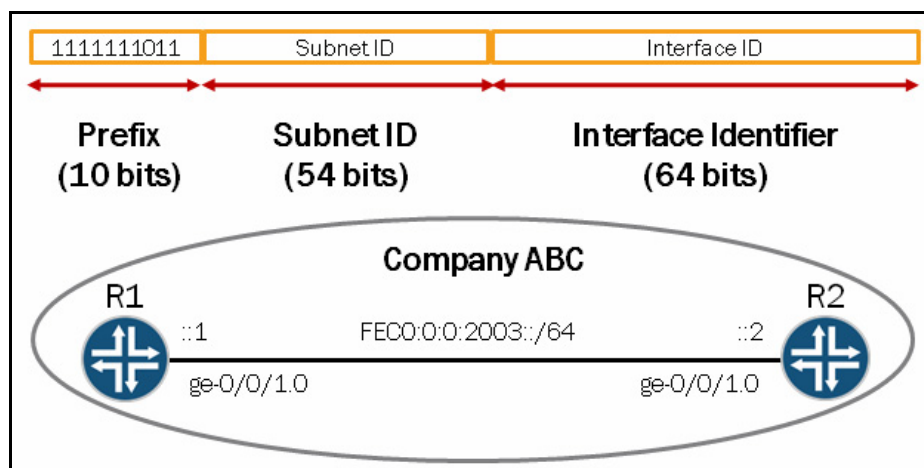 1111111011 Subnet ID Interface ID
Prefix Subnet ID Interface Identifier
(10 bits) (54 bits) (64 bits)
Company ABC
R1 R2
::1 FEC0:0:0:2003::/64 ::2
ge-0/0/1.0 ge-0/0/1.0